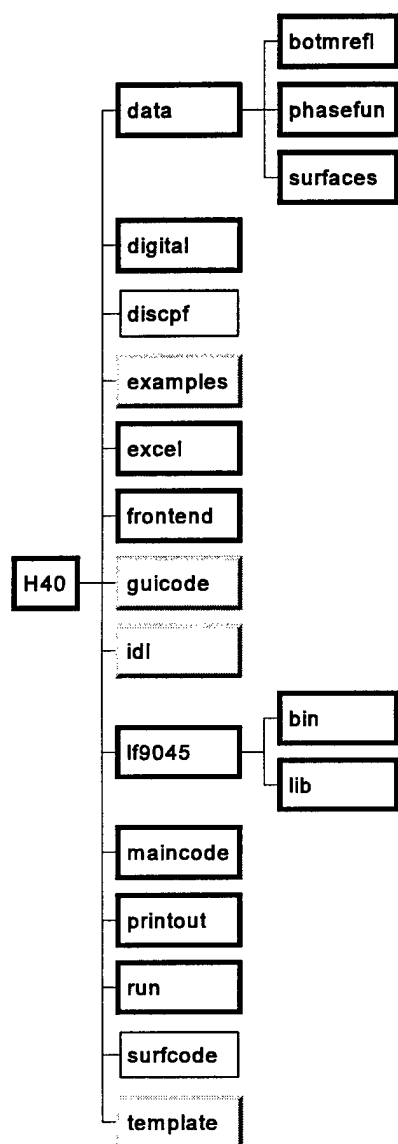 botmrefl
data
phasefun
surfaces
digital
discpf
examples
excel
frontend
H40
guicode
idl
lf9045
bin
lib
maincode
printout
run
surfcode
template